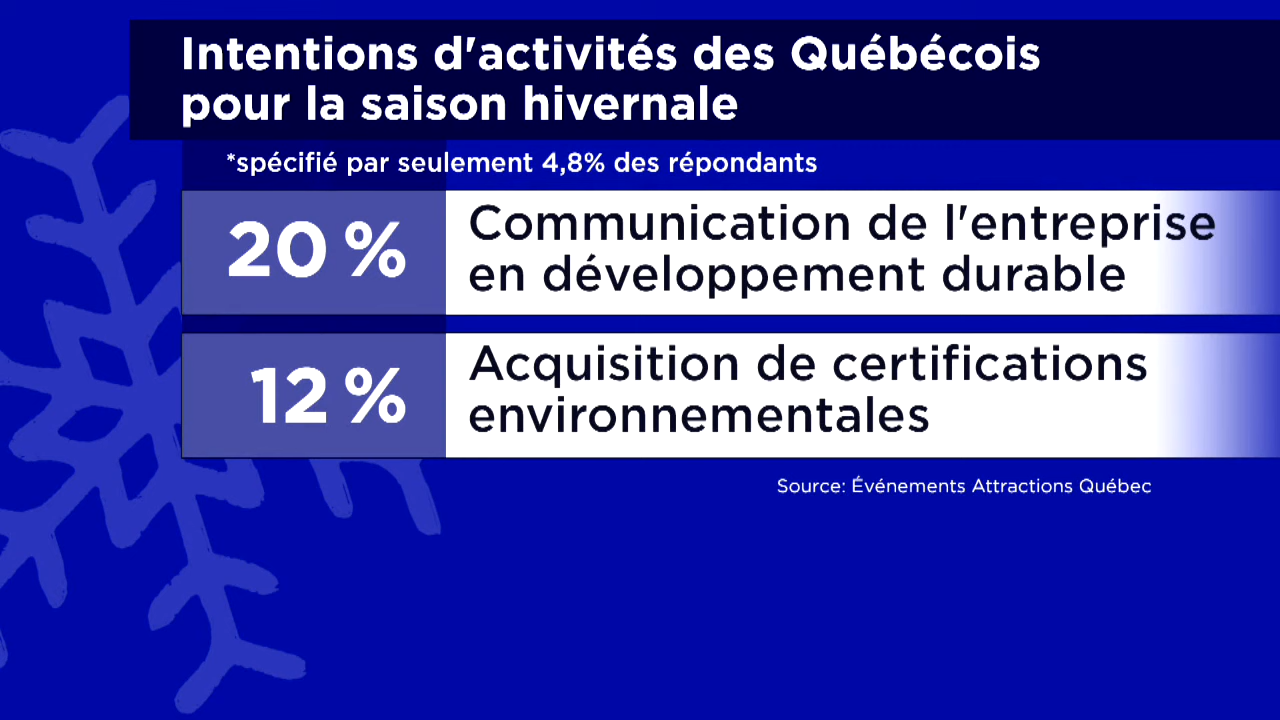 Intentions d'activités des Québécois
pour la saison hivernale
*spécifié par seulement 4,8% des répondants
20 %
Communication de l'entreprise
en développement durable
12 %
Acquisition de certifications
environnementales
Source: Événements Attractions Québec